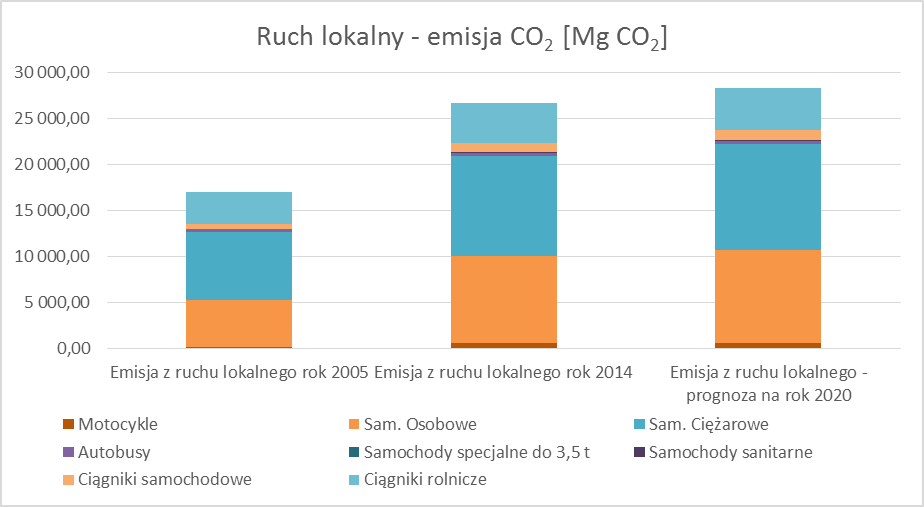 Ruch lokalny - emisja CO₂ [Mg CO₂]
30 000,00
25 000,00
20 000,00
15 000,00
10 000,00
5 000,00
0,00
Emisja z ruchu lokalnego rok 2005 Emisja z ruchu lokalnego rok 2014 Emisja z ruchu lokalnego -
prognoza na rok 2020
Motocykle Sam. Osobowe Sam. Ciężarowe
Autobusy Samochody specjalne do 3,5 t Samochody sanitarne
Ciągniki samochodowe Ciągniki rolnicze